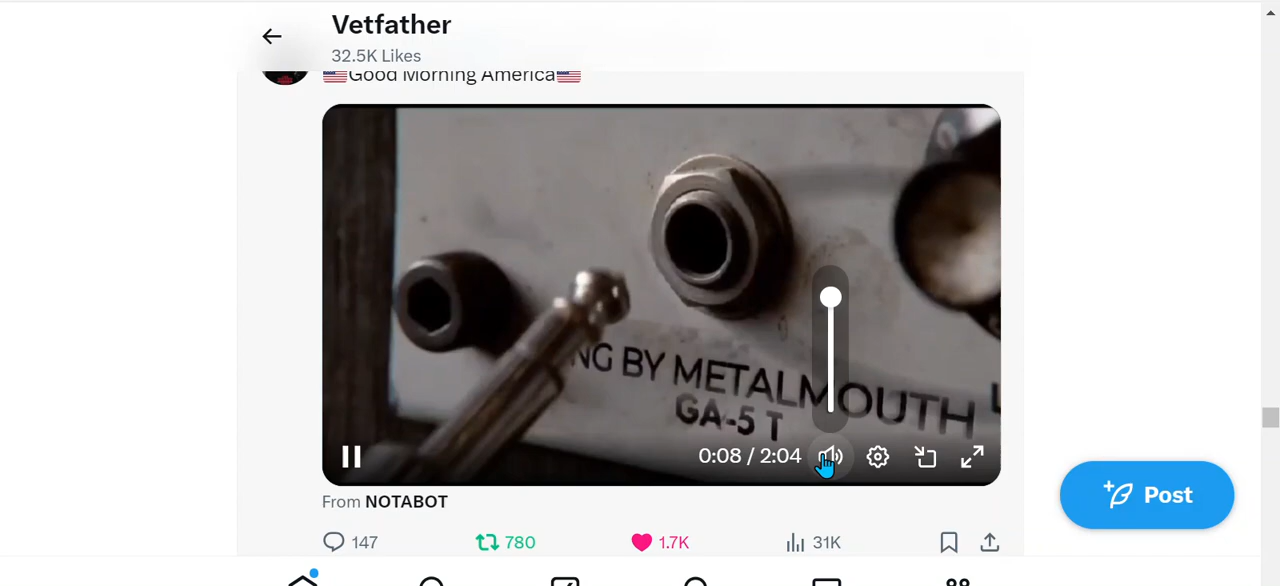 Vetfather
32.5K Likes
🇺🇸Good Morning America🇺🇸
NG BY METALMOUTH
GA-5 T
0:08 / 2:04
From NOTABOT
147 780 1.7K 31K
Post